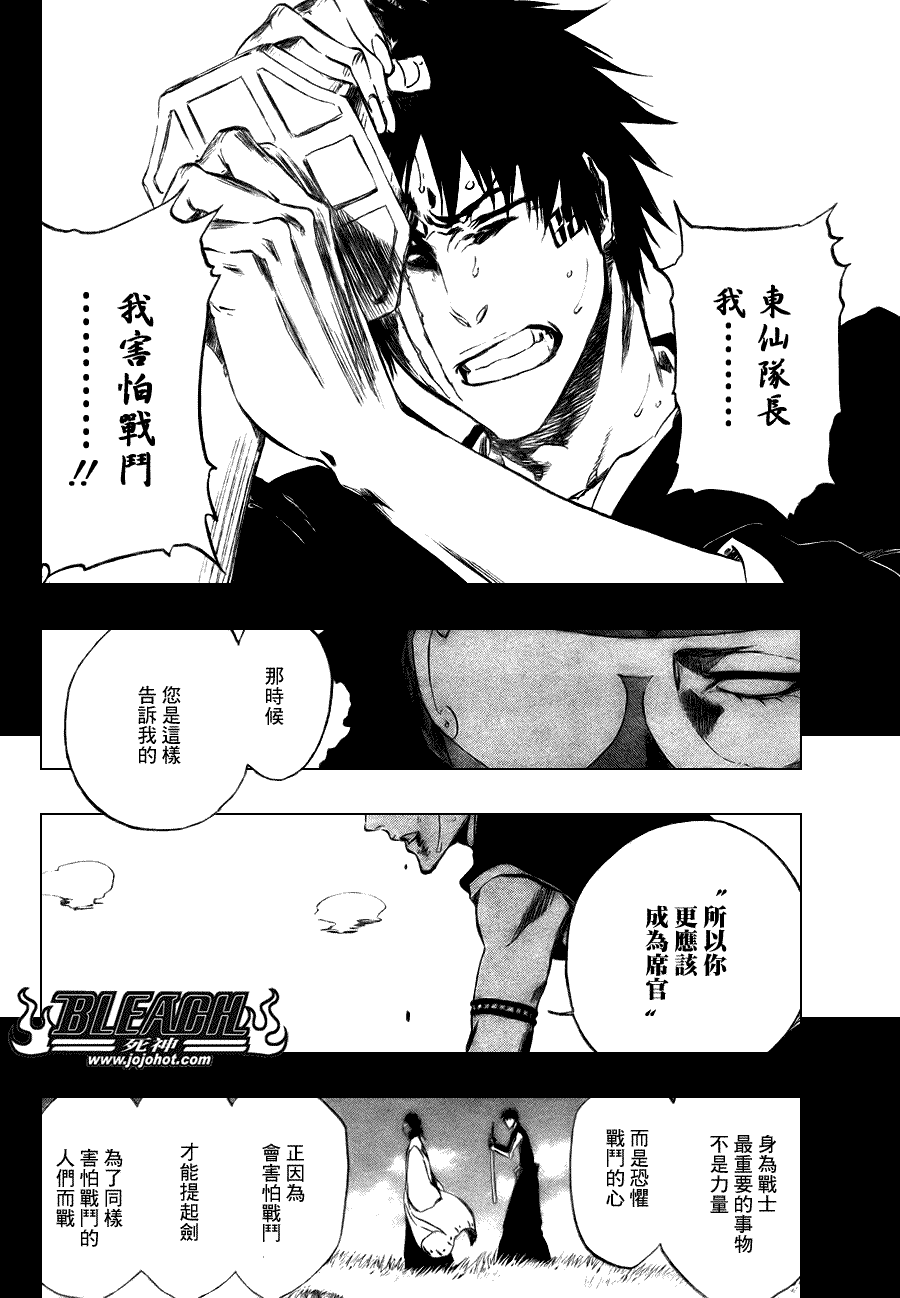 東仙隊長
我……
我害怕戰鬥
………!!
那時候
您是這樣
告訴我的
"所以你
更應該
成為席官"
BLEACH
死神
www.jojohot.com
身為戰士
最重要的事物
不是力量
而是恐懼
戰鬥的心
正因為
會害怕戰鬥
才能提起劍
為了同樣
害怕戰鬥的
人們而戰